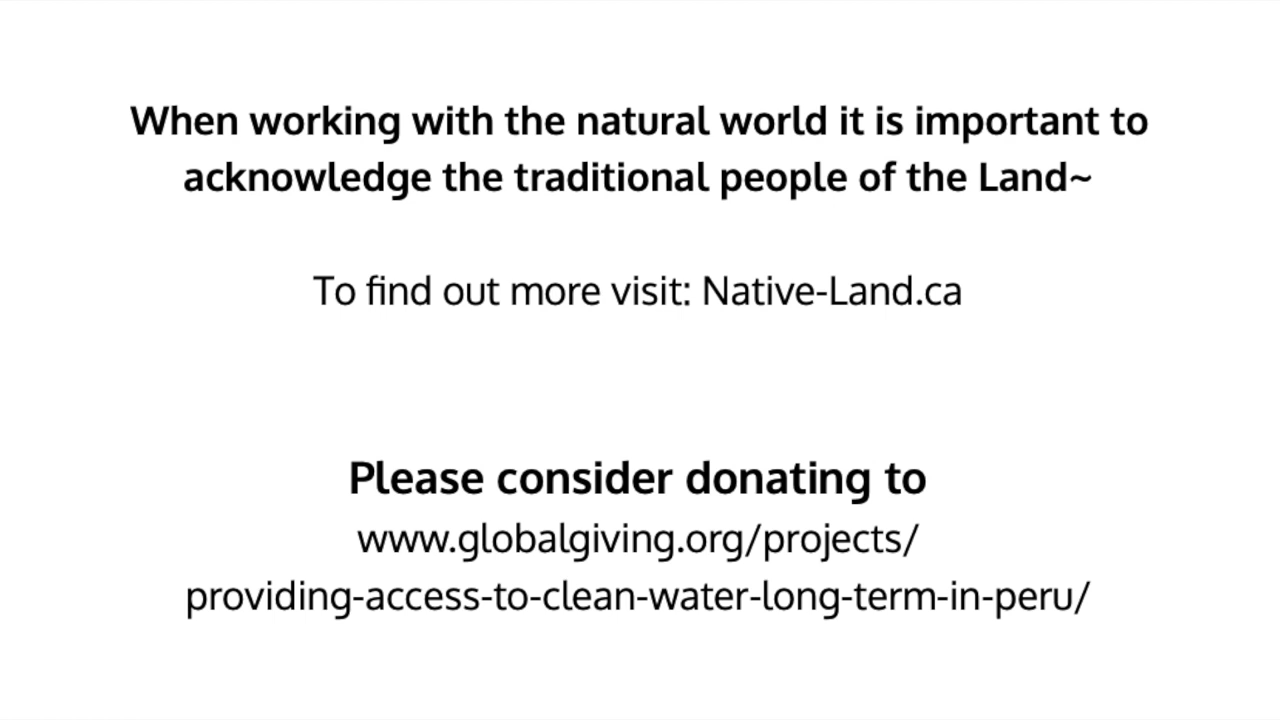 When working with the natural world it is important to
acknowledge the traditional people of the Land~
To find out more visit: Native-Land.ca
Please consider donating to
www.globalgiving.org/projects/
providing-access-to-clean-water-long-term-in-peru/